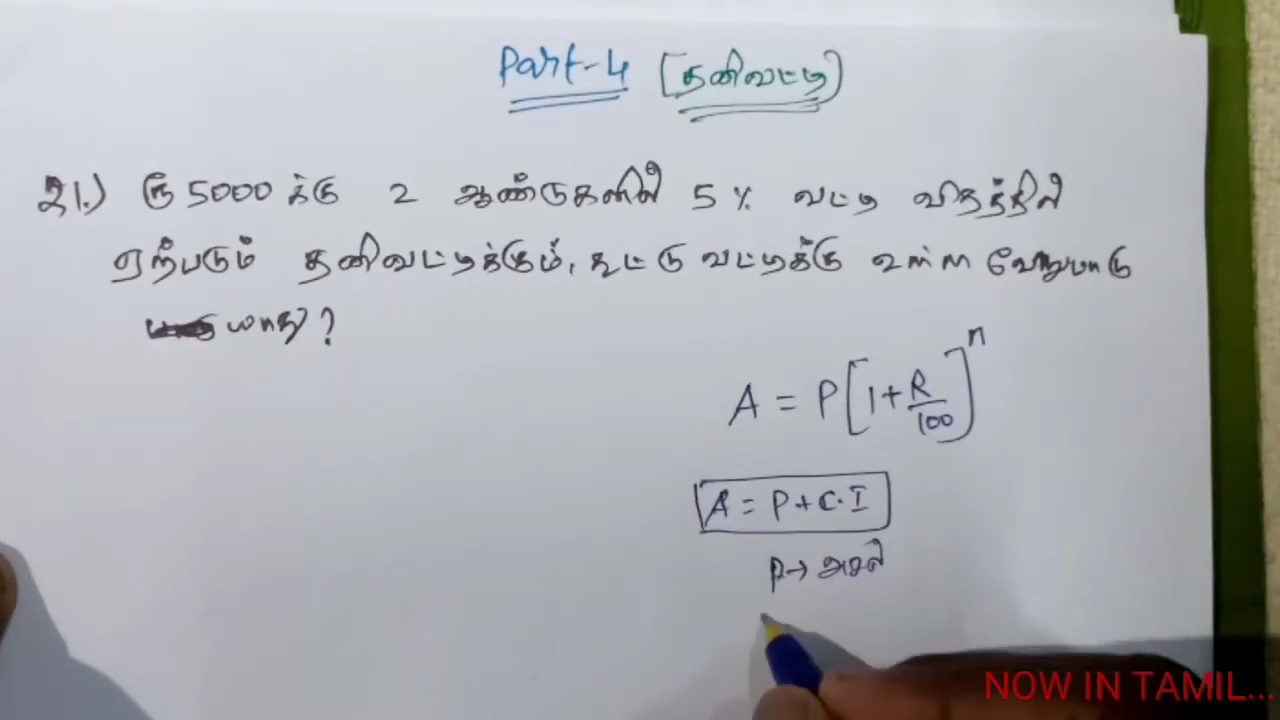 Part-4 (தனிவட்டி)
21.) ரூ 5000 க்கு 2 ஆண்டுகளில் 5 % வட்டி விதத்தில்
ஏற்படும் தனிவட்டிக்கும், கூட்டு வட்டிக்கு உள்ள வேறுபாடு
யாது?
A = P[1+R/100]^n
A = P+C.I
P→ அசல்
NOW IN TAMIL...